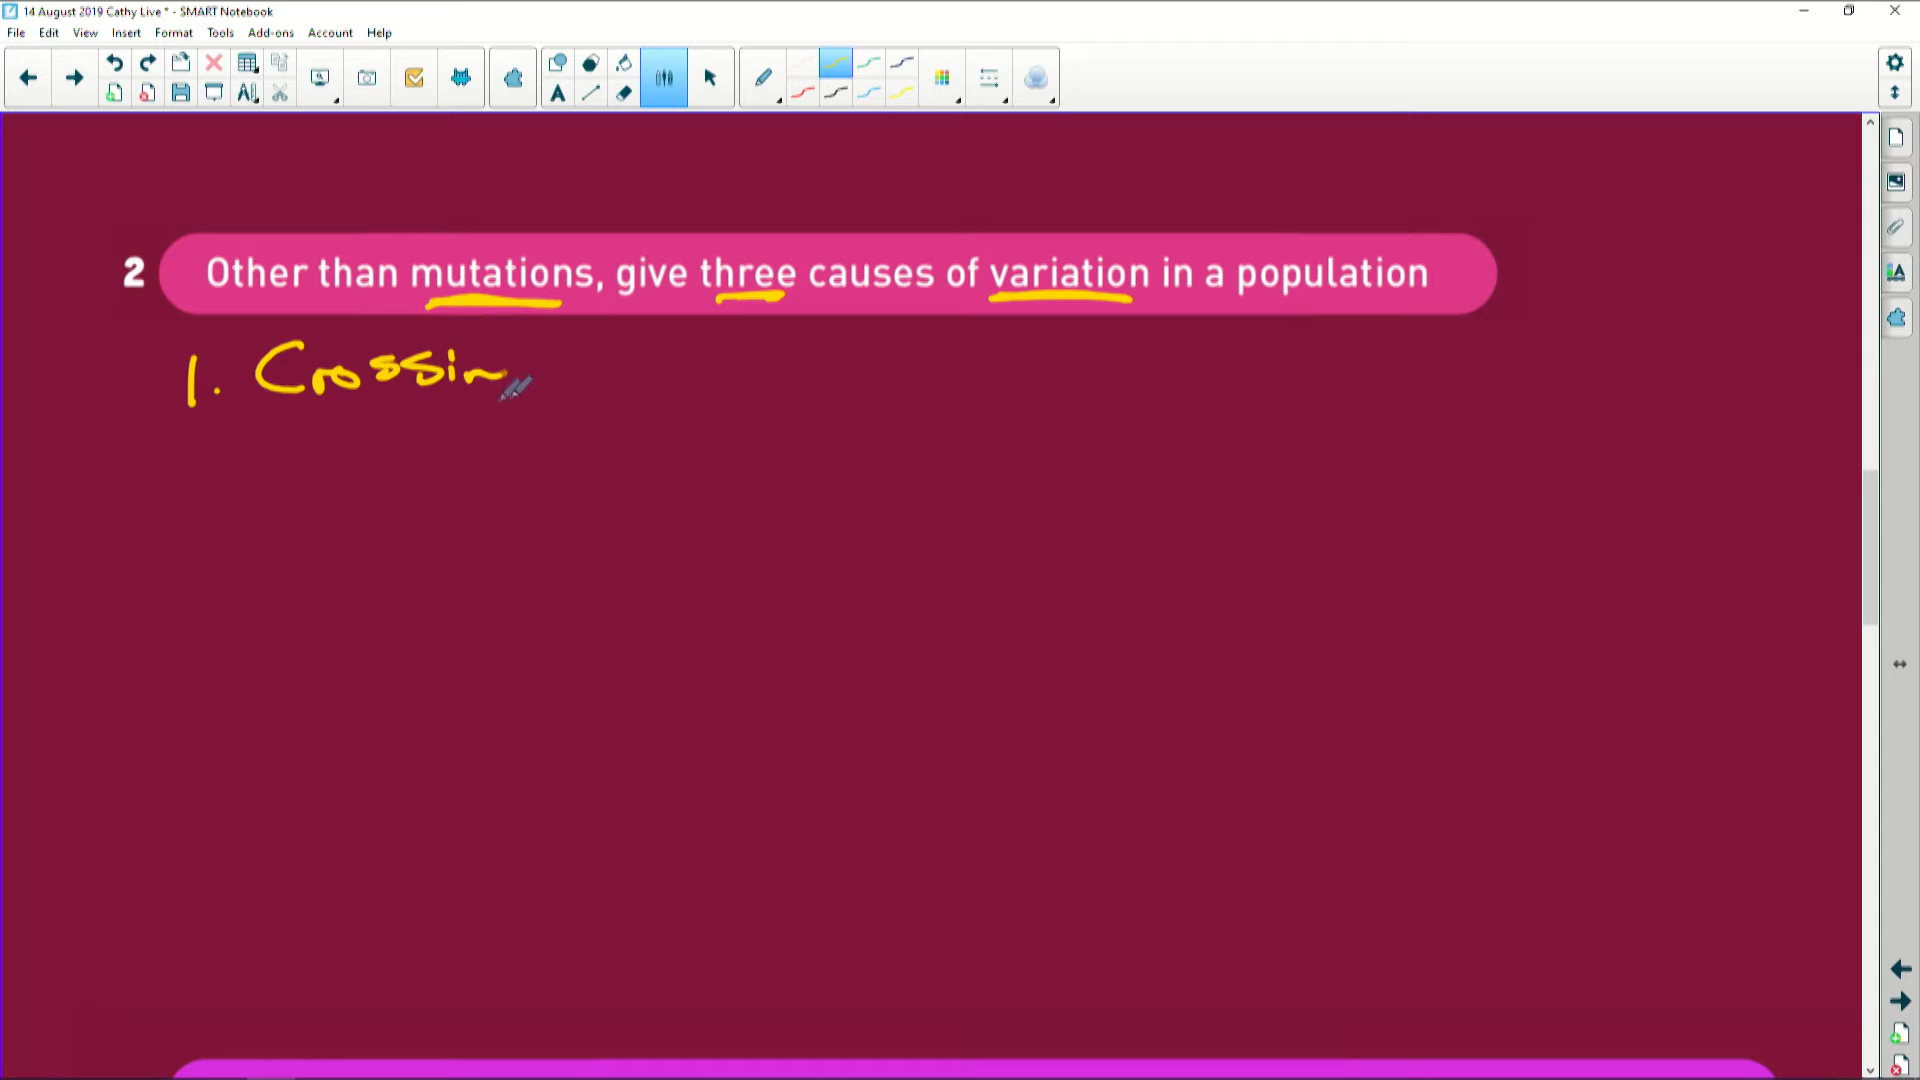 14 August 2019 Cathy Live * - SMART Notebook
File Edit View Insert Format Tools Add-ons Account Help
2 Other than mutations, give three causes of variation in a population
1. Crossin